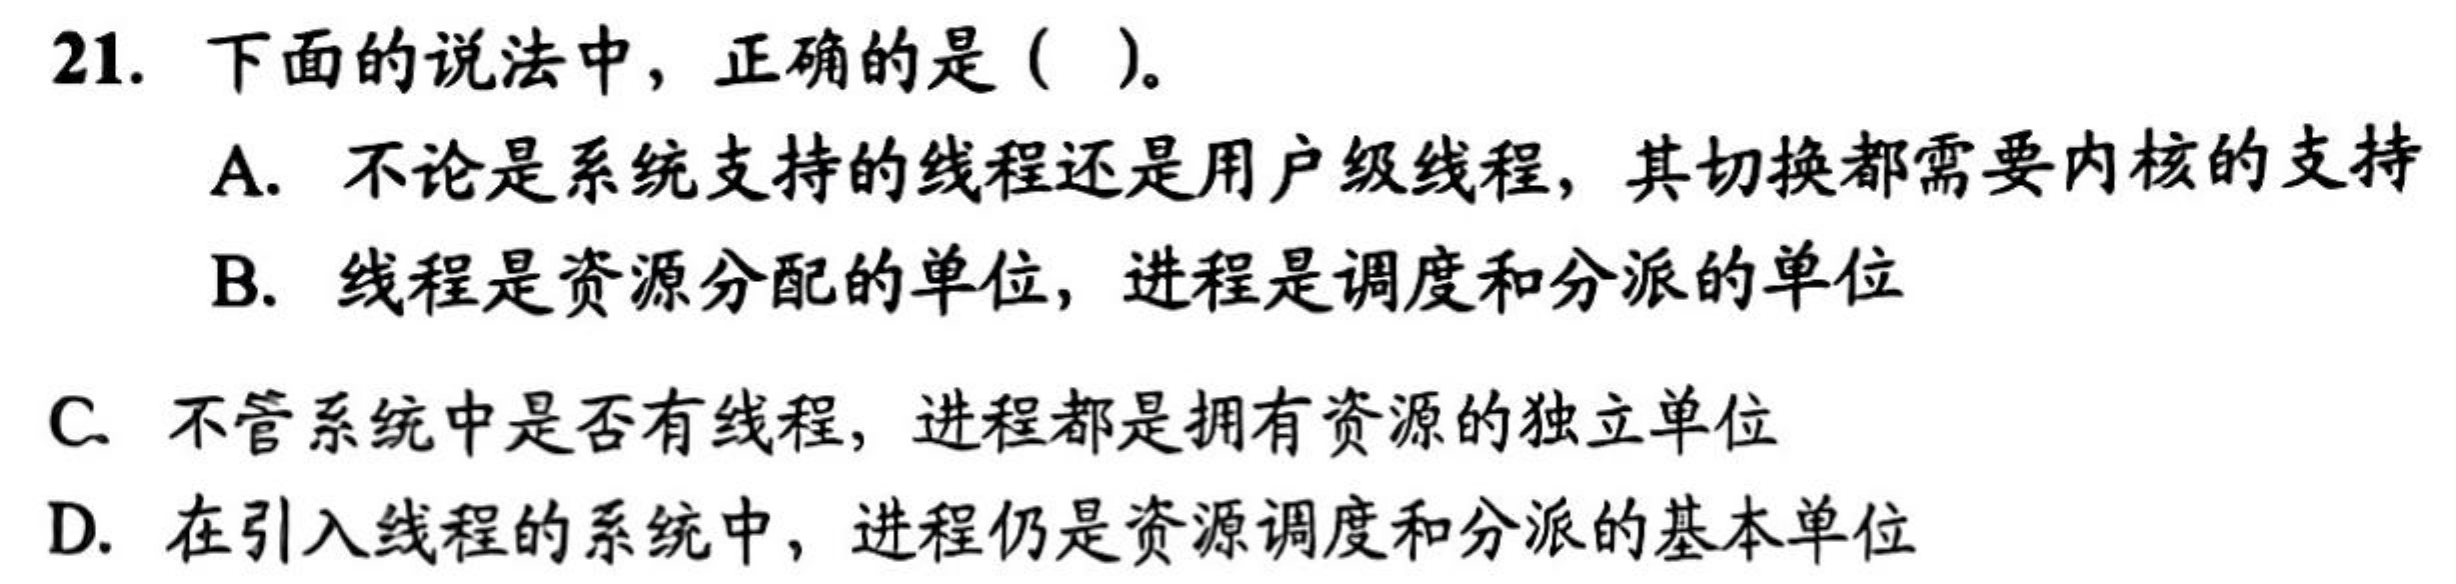 21. 下面的说法中，正确的是（ ）。
A. 不论是系统支持的线程还是用户级线程，其切换都需要内核的支持
B. 线程是资源分配的单位，进程是调度和分派的单位
C. 不管系统中是否有线程，进程都是拥有资源的独立单位
D. 在引入线程的系统中，进程仍是资源调度和分派的基本单位